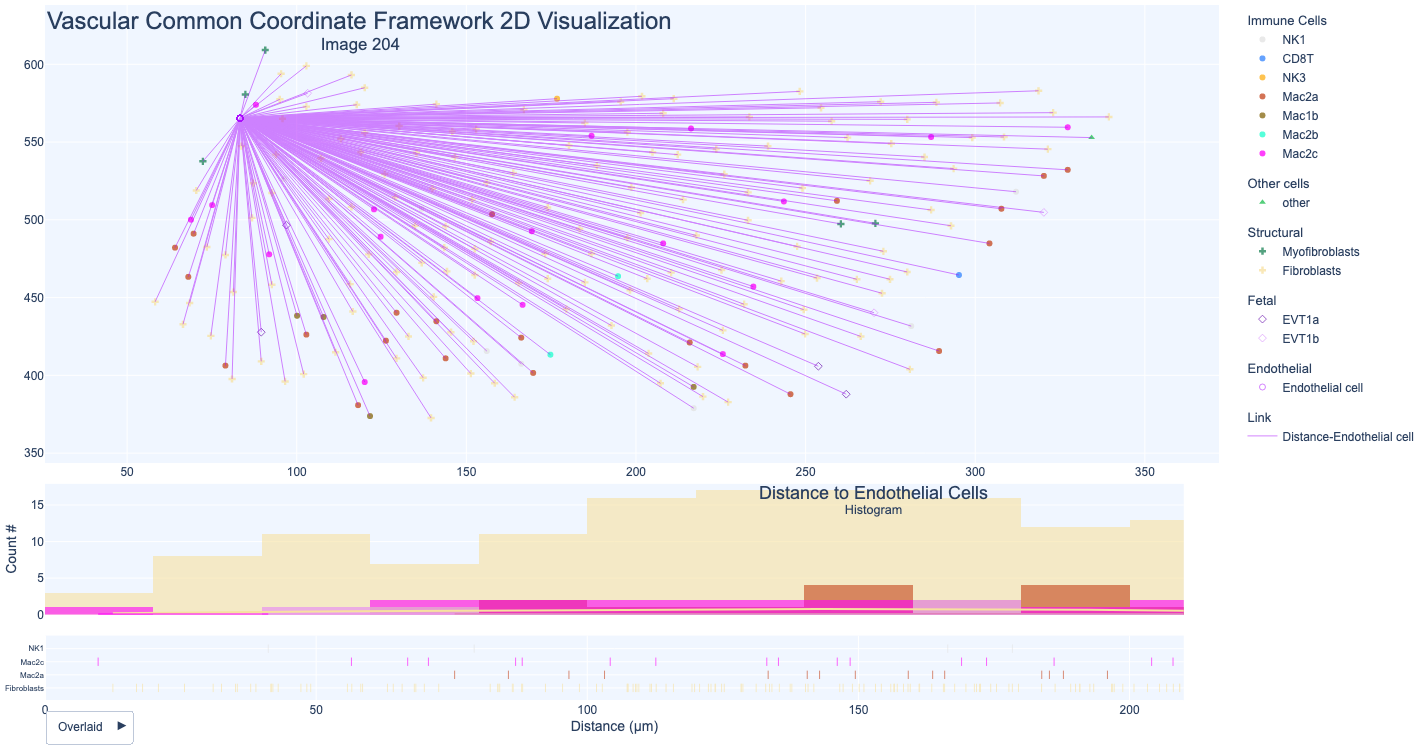 Vascular Common Coordinate Framework 2D Visualization
Image 204
600
550
500
450
400
350
50
100
150
200
250
300
350
Immune Cells
NK1
CD8T
NK3
Mac2a
Mac1b
Mac2b
Mac2c
Other cells
other
Structural
Myofibroblasts
Fibroblasts
Fetal
EVT1a
EVT1b
Endothelial
Endothelial cell
Link
Distance-Endothelial cell
Distance to Endothelial Cells
Histogram
Count #
15
10
5
0
NK1
Mac2c
Mac2a
Fibroblasts
0
50
100
150
200
Distance (μm)
Overlaid ▶